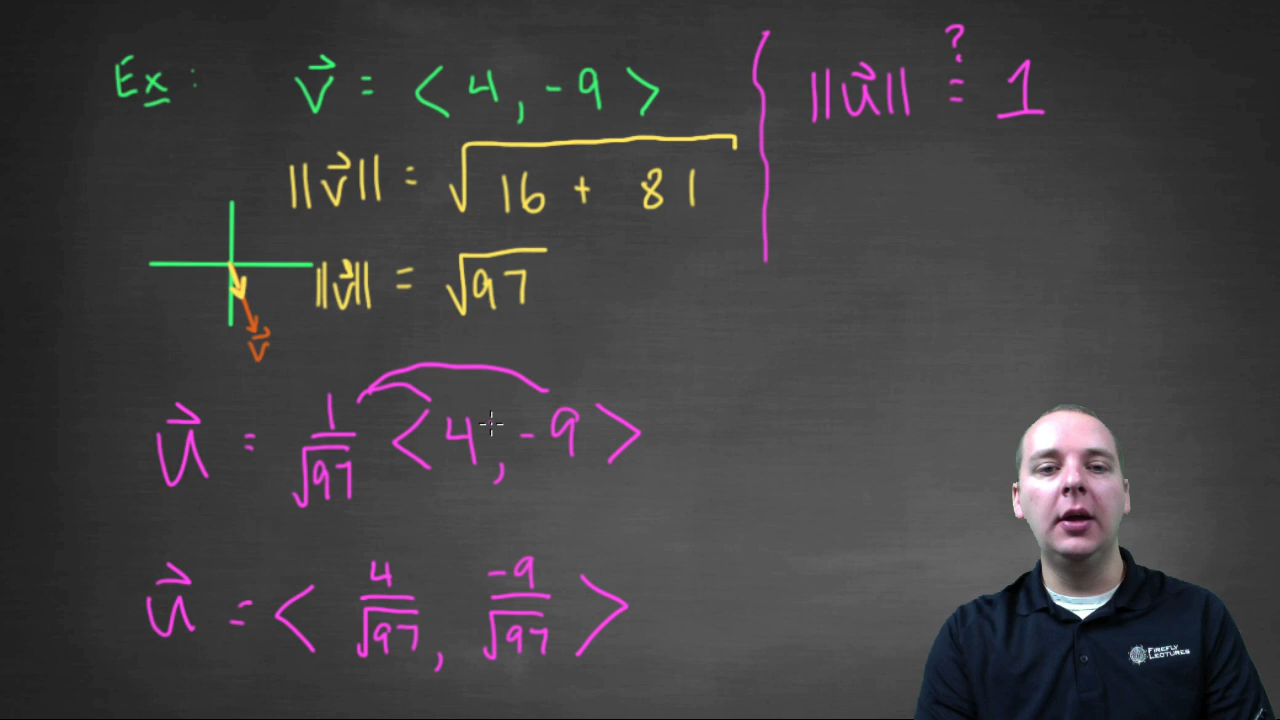 Ex: v⃗ = < 4, -9 >
||v⃗|| = √(16 + 81)
||v⃗|| = √97
v⃗
u⃗ = 1/√97 < 4, -9 >
u⃗ = < 4/√97, -9/√97 >
||u⃗|| ≟ 1
FIREFLY
LECTURES